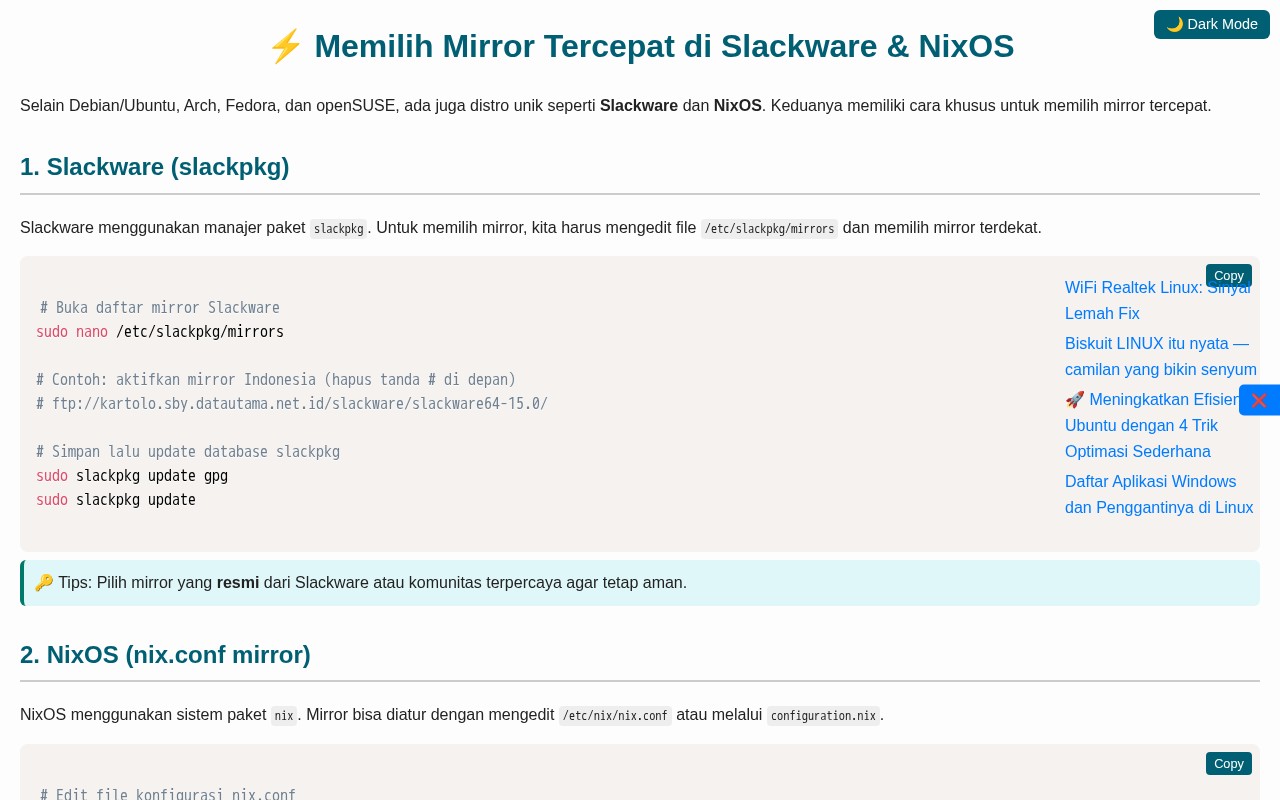 🌙 Dark Mode
⚡ Memilih Mirror Tercepat di Slackware & NixOS
Selain Debian/Ubuntu, Arch, Fedora, dan openSUSE, ada juga distro unik seperti Slackware dan NixOS. Keduanya memiliki cara khusus untuk memilih mirror tercepat.
1. Slackware (slackpkg)
Slackware menggunakan manajer paket slackpkg. Untuk memilih mirror, kita harus mengedit file /etc/slackpkg/mirrors dan memilih mirror terdekat.
Copy
# Buka daftar mirror Slackware
sudo nano /etc/slackpkg/mirrors
# Contoh: aktifkan mirror Indonesia (hapus tanda # di depan)
# ftp://kartolo.sby.datautama.net.id/slackware/slackware64-15.0/
# Simpan lalu update database slackpkg
sudo slackpkg update gpg
sudo slackpkg update
WiFi Realtek Linux: Sinyal
Lemah Fix
Biskuit LINUX itu nyata —
camilan yang bikin senyum
🚀 Meningkatkan
Ubuntu dengan 4 Trik
Optimasi Sederhana
Daftar Aplikasi Windows
dan Penggantinya di Linux
🔑 Tips: Pilih mirror yang resmi dari Slackware atau komunitas terpercaya agar tetap aman.
2. NixOS (nix.conf mirror)
NixOS menggunakan sistem paket nix. Mirror bisa diatur dengan mengedit /etc/nix/nix.conf atau melalui configuration.nix.
Copy
# Edit file konfigurasi nix.conf